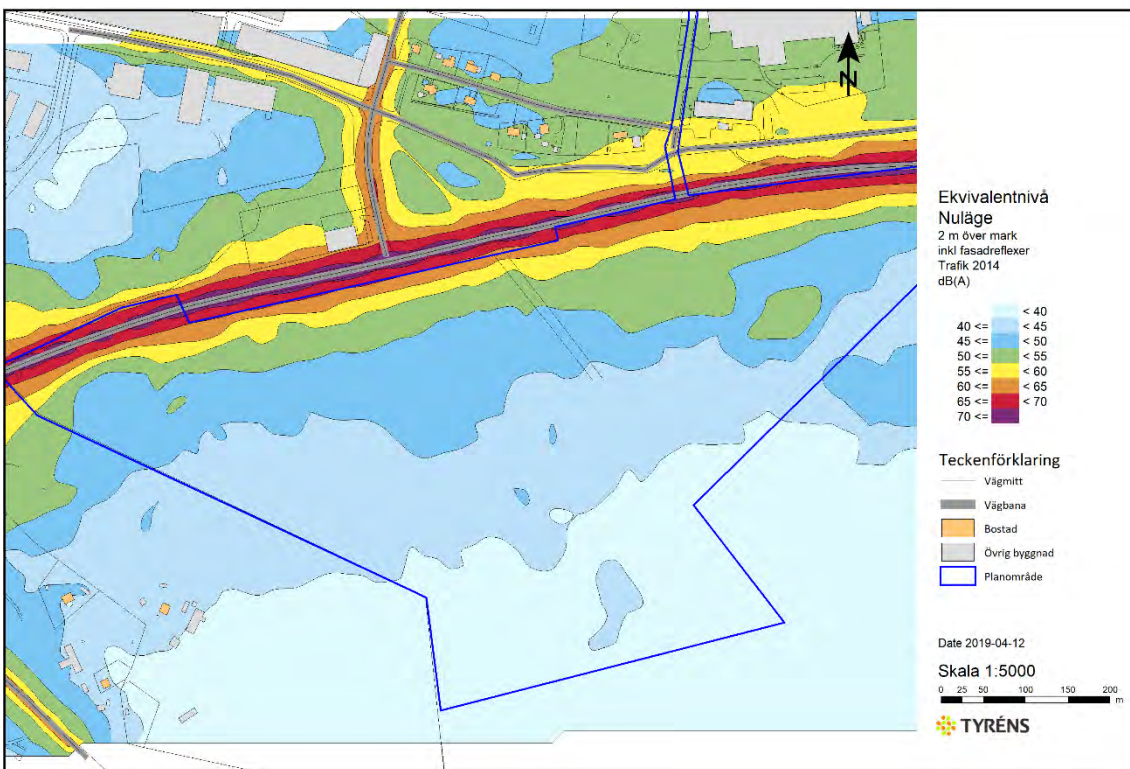 N
Ekvivalentnivå
Nuläge
2 m över mark
inkl fasadreflexer
Trafik 2014
dB(A)
< 40
40 <= < 45
45 <= < 50
50 <= < 55
55 <= < 60
60 <= < 65
65 <= < 70
70 <=
Teckenförklaring
Vägmitt
Vägbana
Bostad
Övrig byggnad
Planområde
Date 2019-04-12
Skala 1:5000
0 25 50 100 150 200
m
TYRÉNS